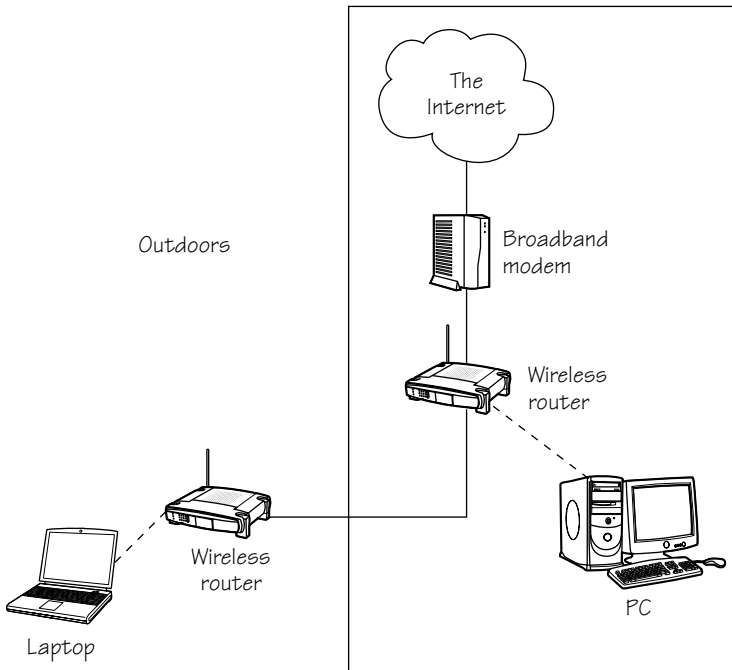 The
Internet
Outdoors
Broadband
modem
Wireless
router
Wireless
router
PC
Laptop